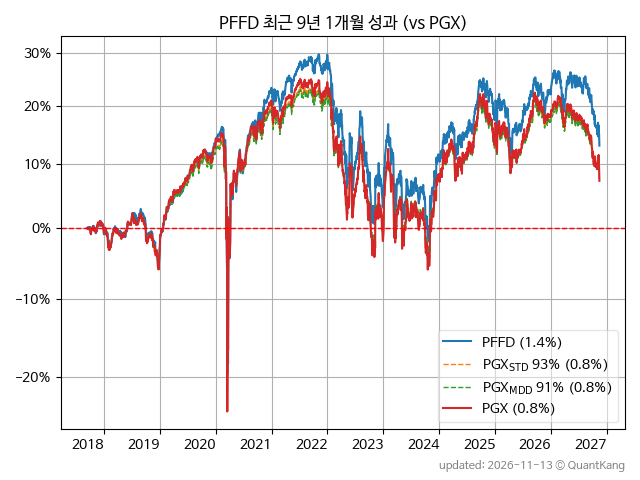 PFFD 최근 9년 1개월 성과 (vs PGX)
30%
20%
10%
0%
−10%
−20%
PFFD (1.4%)
PGXSTD 93% (0.8%)
PGXMDD 91% (0.8%)
PGX (0.8%)
2018 2019 2020 2021 2022 2023 2024 2025 2026 2027
updated: 2026-11-13 © QuantKang